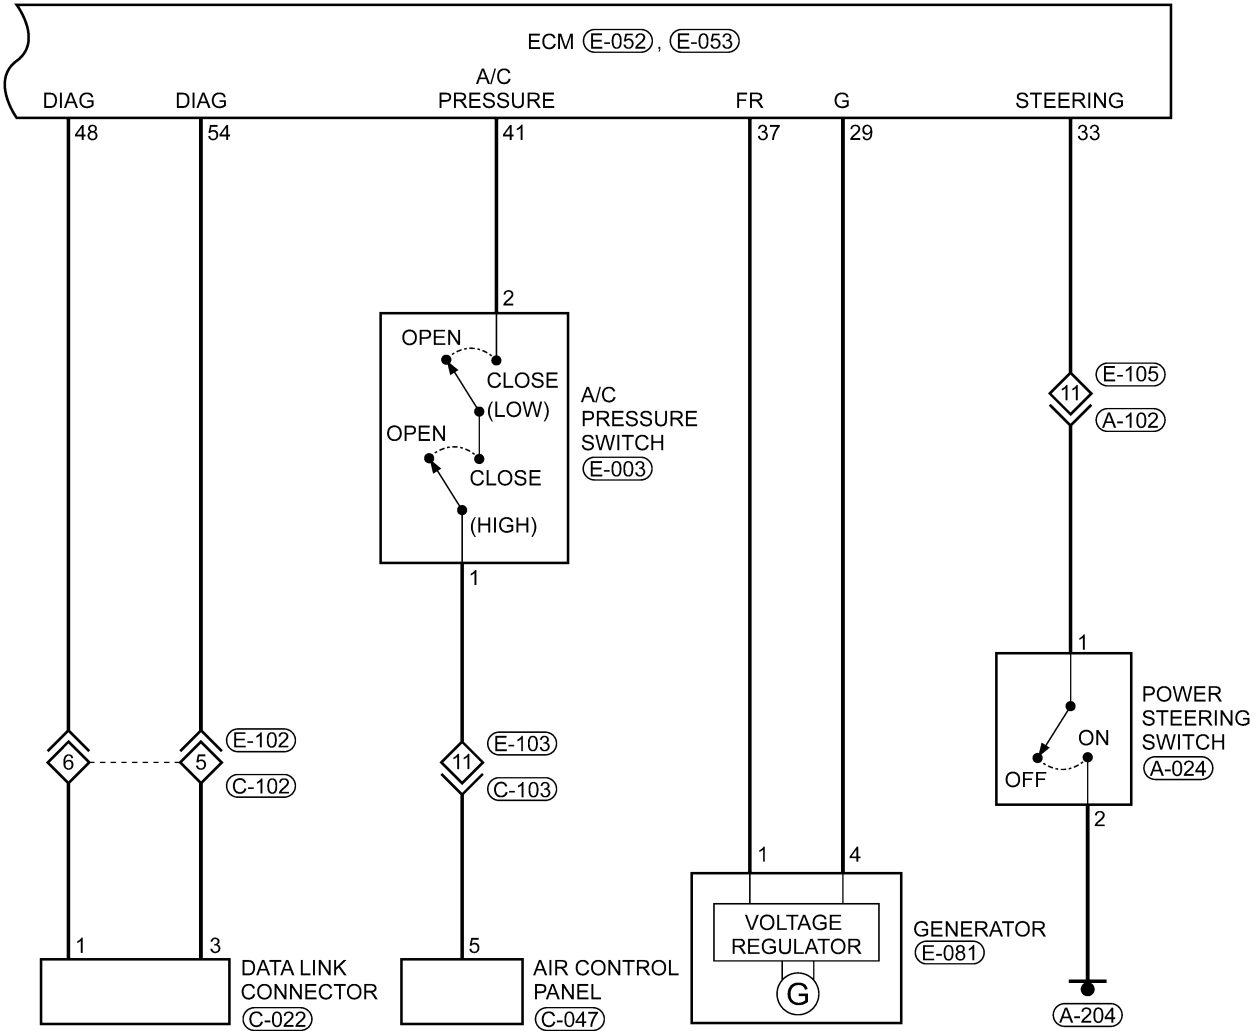 ECM E-052 , E-053
DIAG
DIAG
A/C
PRESSURE
FR
G
STEERING
48
54
41
37
29
33
2
OPEN
CLOSE
(LOW)
OPEN
CLOSE
(HIGH)
A/C
PRESSURE
SWITCH
E-003
1
11
E-105
A-102
1
ON
OFF
POWER
STEERING
SWITCH
A-024
2
6
5
E-102
C-102
11
E-103
C-103
1
3
5
1
4
DATA LINK
CONNECTOR
C-022
AIR CONTROL
PANEL
C-047
VOLTAGE
REGULATOR
G
GENERATOR
E-081
A-204